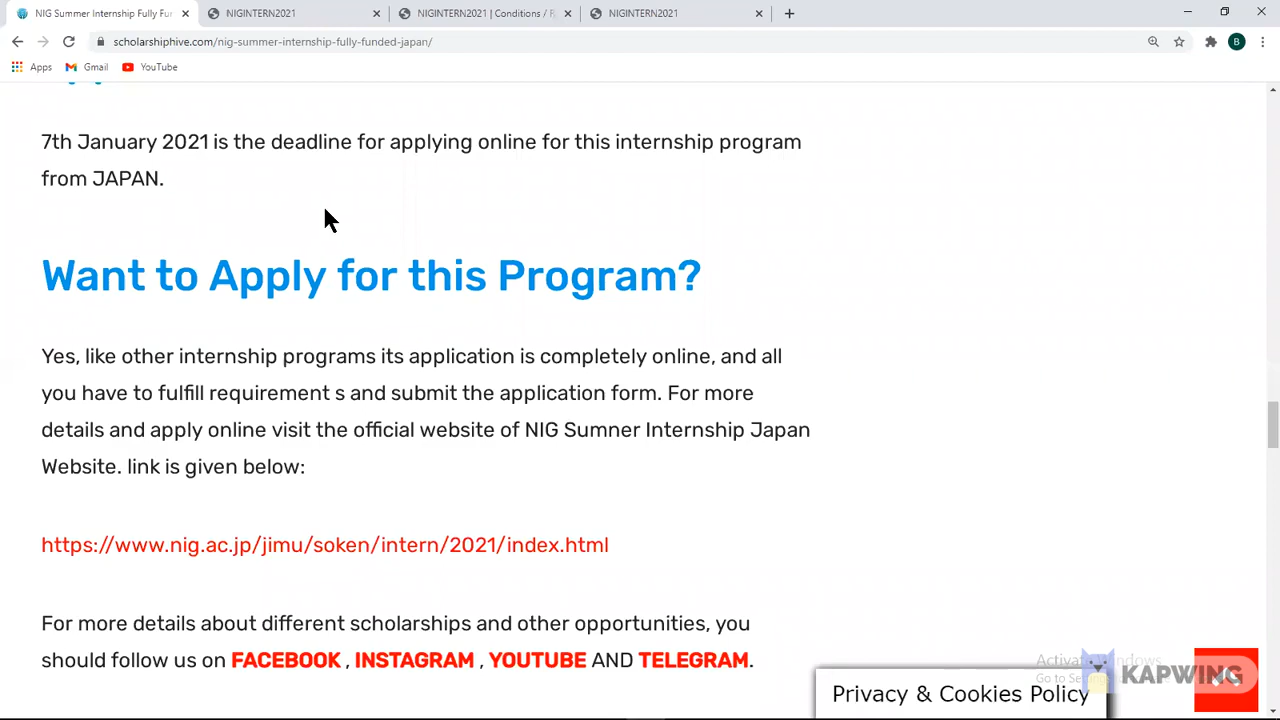 NIG Summer Internship Fully Fu
NIGINTERN2021
NIGINTERN2021 | Conditions / F
NIGINTERN2021
scholarshiphive.com/nig-summer-internship-fully-funded-japan/
B
Apps
Gmail
YouTube
7th January 2021 is the deadline for applying online for this internship program
from JAPAN.
Want to Apply for this Program?
Yes, like other internship programs its application is completely online, and all
you have to fulfill requirement s and submit the application form. For more
details and apply online visit the official website of NIG Sumner Internship Japan
Website. link is given below:
https://www.nig.ac.jp/jimu/soken/intern/2021/index.html
For more details about different scholarships and other opportunities, you
should follow us on FACEBOOK , INSTAGRAM , YOUTUBE AND TELEGRAM.
Privacy & Cookies Policy
KAPWING